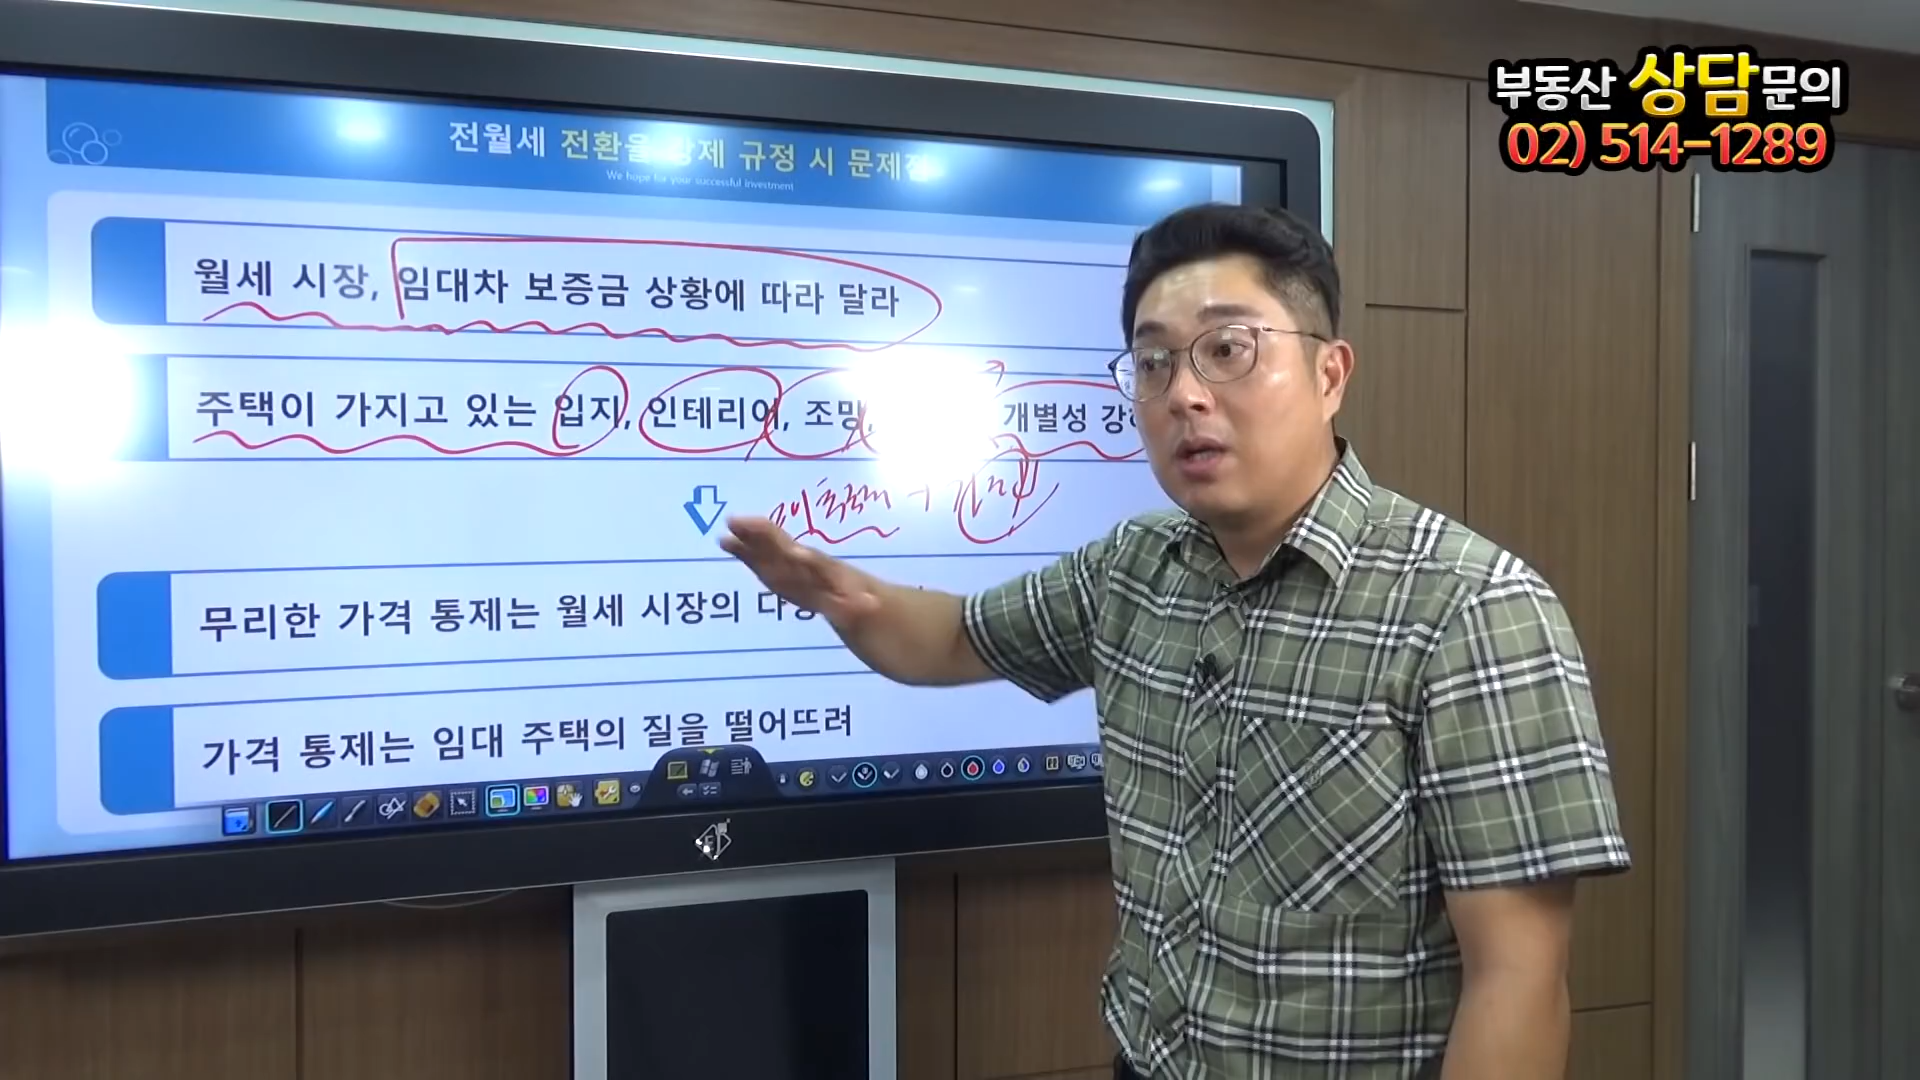 부동산 상담문의
02) 514-1289
전월세 전환율 강제 규정 시 문제점
We hope for your successful investment
월세 시장, 임대차 보증금 상황에 따라 달라
주택이 가지고 있는 입지, 인테리어, 조망, 개별성 강
무리한 가격 통제는 월세 시장의
가격 통제는 임대 주택의 질을 떨어뜨려